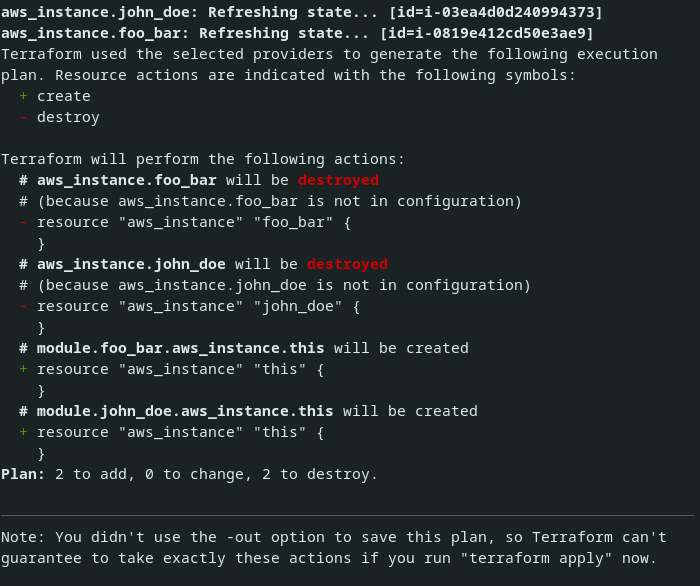 aws_instance.john_doe: Refreshing state... [id=i-03ea4d0d240994373]
aws_instance.foo_bar: Refreshing state... [id=i-0819e412cd50e3ae9]
Terraform used the selected providers to generate the following execution
plan. Resource actions are indicated with the following symbols:
  + create
  - destroy

Terraform will perform the following actions:
  # aws_instance.foo_bar will be destroyed
  # (because aws_instance.foo_bar is not in configuration)
  - resource "aws_instance" "foo_bar" {
    }
  # aws_instance.john_doe will be destroyed
  # (because aws_instance.john_doe is not in configuration)
  - resource "aws_instance" "john_doe" {
    }
  # module.foo_bar.aws_instance.this will be created
  + resource "aws_instance" "this" {
    }
  # module.john_doe.aws_instance.this will be created
  + resource "aws_instance" "this" {
    }
Plan: 2 to add, 0 to change, 2 to destroy.

Note: You didn't use the -out option to save this plan, so Terraform can't
guarantee to take exactly these actions if you run "terraform apply" now.